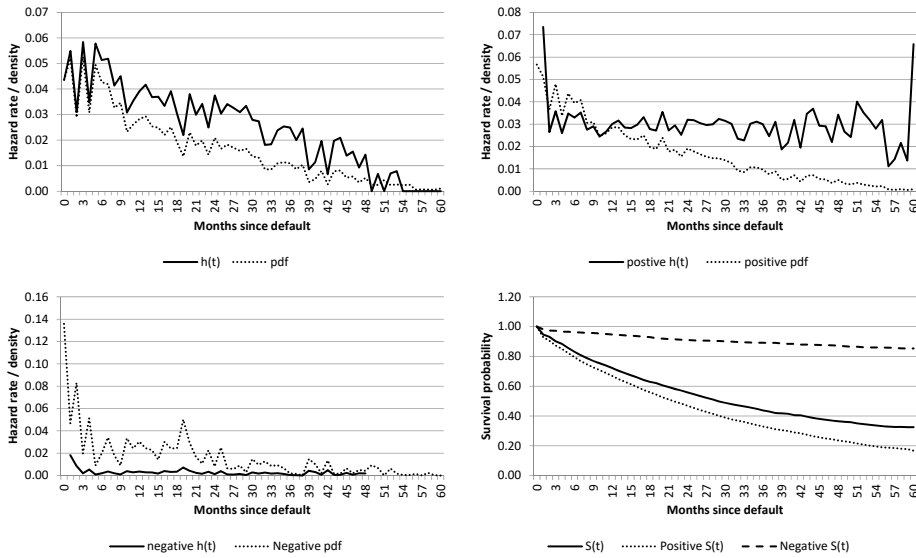 0.07
0.06
0.05
0.04
0.03
0.02
0.01
0.00
Hazard rate / density
0 3 6 9 12 15 18 21 24 27 30 33 36 39 42 45 48 51 54 57 60
Months since default
h(t) pdf
0.08
0.07
0.06
0.05
0.04
0.03
0.02
0.01
0.00
Hazard rate / density
0 3 6 9 12 15 18 21 24 27 30 33 36 39 42 45 48 51 54 57 60
Months since default
postive h(t) positive pdf
0.16
0.14
0.12
0.10
0.08
0.06
0.04
0.02
0.00
Hazard rate / density
0 3 6 9 12 15 18 21 24 27 30 33 36 39 42 45 48 51 54 57 60
Months since default
negative h(t) Negative pdf
1.20
1.00
0.80
0.60
0.40
0.20
0.00
Survival probability
0 3 6 9 12 15 18 21 24 27 30 33 36 39 42 45 48 51 54 57 60
Months since default
S(t) Positive S(t) Negative S(t)